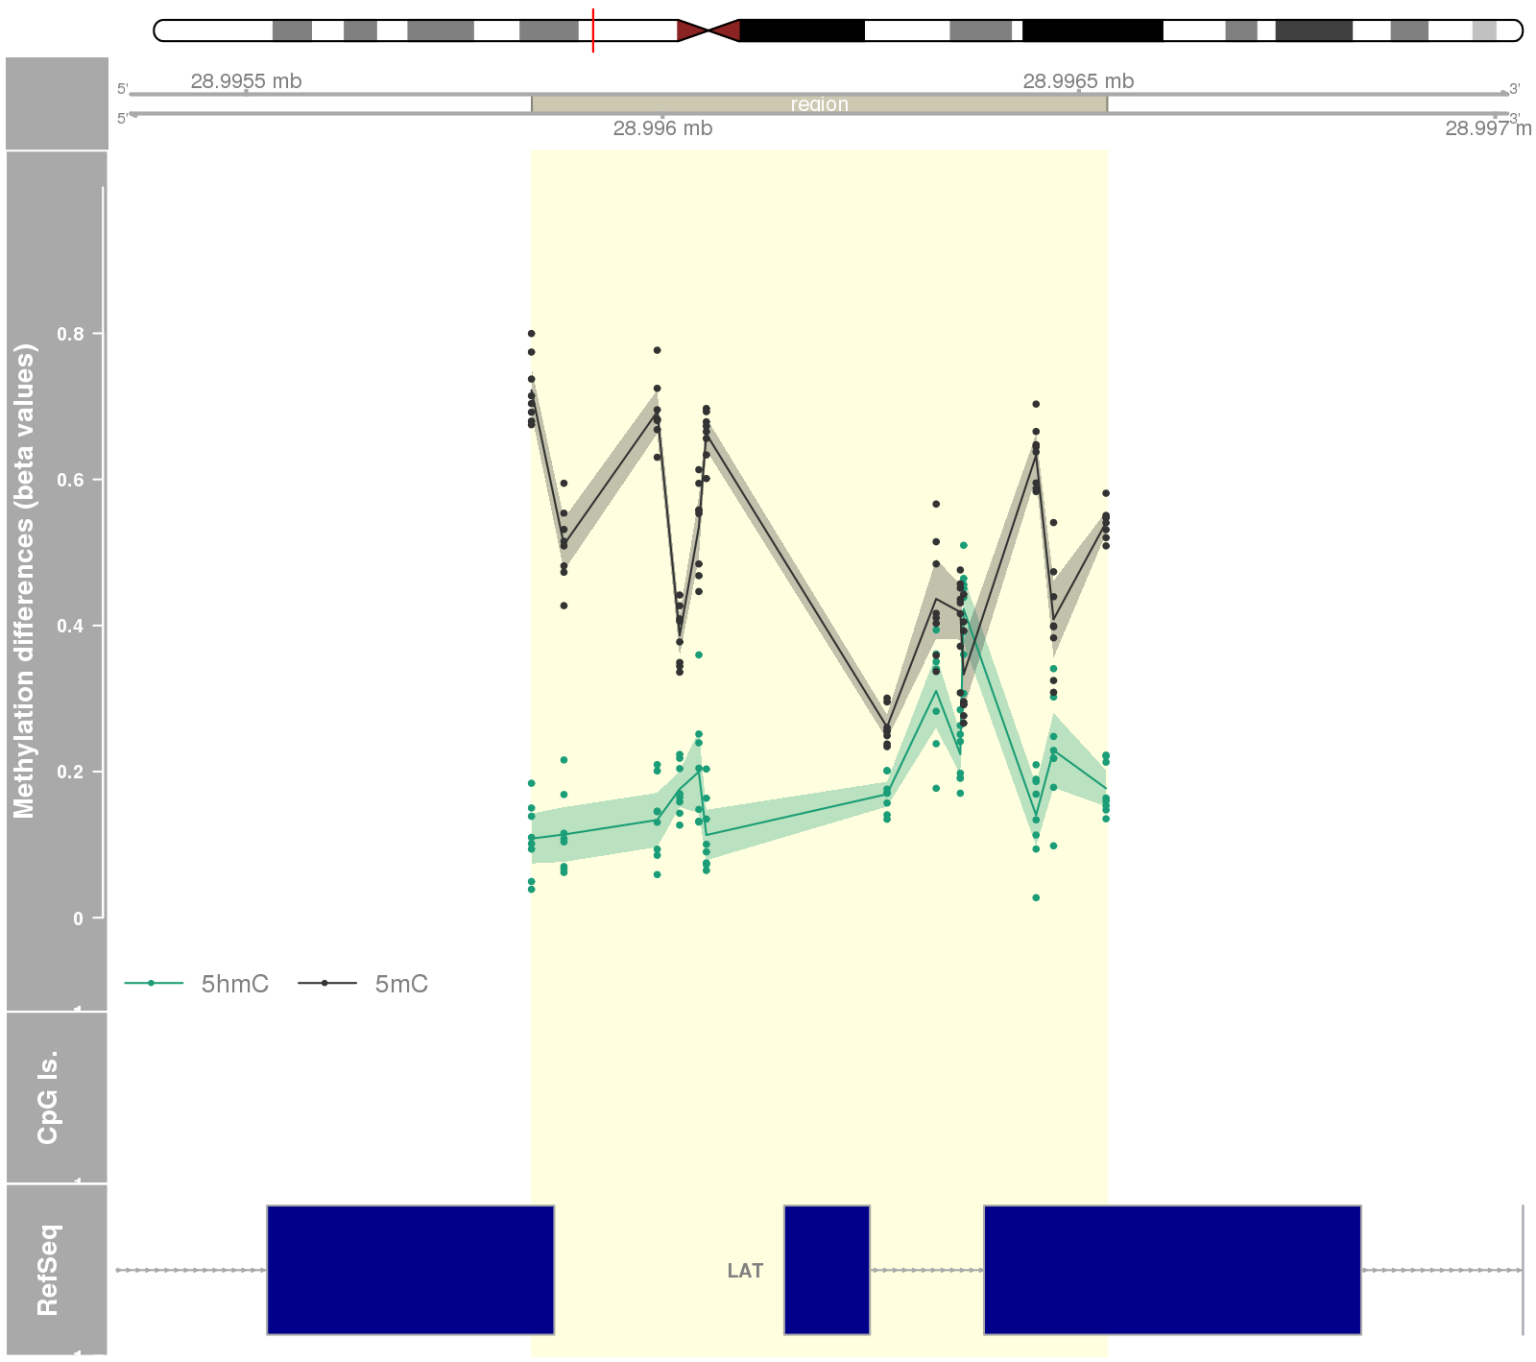 28.9955 mb
28.9965 mb
5'
3'
region
5'
3'
28.996 mb
28.997 m
Methylation differences (beta values)
0.8
0.6
0.4
0.2
0
5hmC
5mC
CpG Is.
RefSeq
LAT